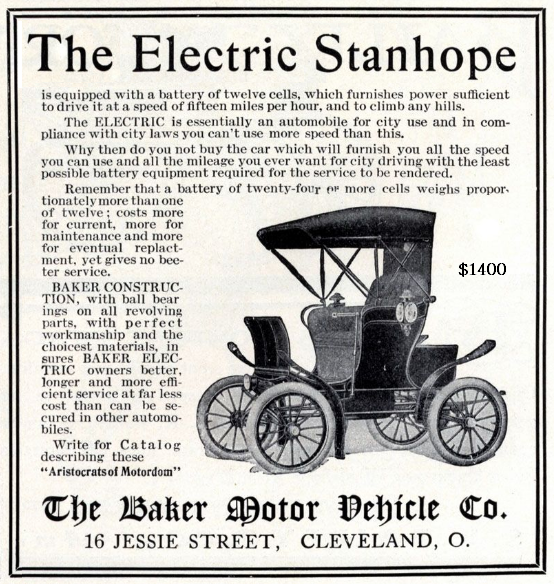 The Electric Stanhope
is equipped with a battery of twelve cells, which furnishes power sufficient
to drive it at a speed of fifteen miles per hour, and to climb any hills.
The ELECTRIC is essentially an automobile for city use and in com-
pliance with city laws you can't use more speed than this.
Why then do you not buy the car which will furnish you all the speed
you can use and all the mileage you ever want for city driving with the least
possible battery equipment required for the service to be rendered.
Remember that a battery of twenty-four or more cells weighs propor-
tionately more than one
of twelve; costs more
for current, more for
maintenance and more
for eventual replact-
ment, yet gives no bee-
ter service.
BAKER CONSTRUC-
TION, with ball bear
ings on all revolving
parts, with perfect
workmanship and the
choicest materials, in
sures BAKER ELEC-
TRIC owners better,
longer and more effi-
cient service at far less
cost than can be se-
cured in other automo-
biles.
Write for Catalog
describing these
"Aristocrats of Motordom"
$1400
The Baker Motor Vehicle Co.
16 JESSIE STREET, CLEVELAND, O.